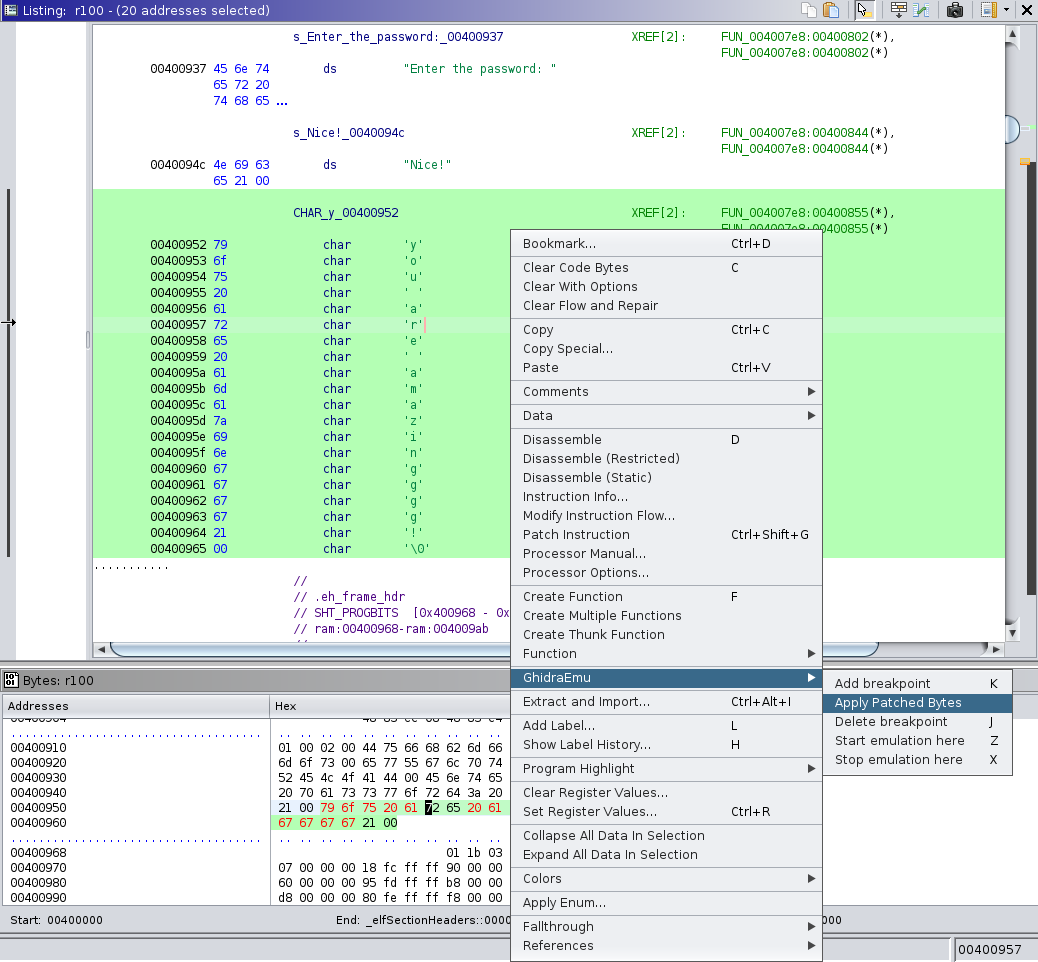 Listing: r100 - (20 addresses selected)
s_Enter_the_password:_00400937 XREF[2]: FUN_004007e8:00400802(*),
FUN_004007e8:00400802(*)
00400937 45 6e 74 ds "Enter the password: "
65 72 20
74 68 65 ...
s_Nice!_0040094c XREF[2]: FUN_004007e8:00400844(*),
FUN_004007e8:00400844(*)
0040094c 4e 69 63 ds "Nice!"
65 21 00
CHAR_y_00400952 XREF[2]: FUN_004007e8:00400855(*),
FUN_004007e8:00400855(*)
00400952 79 char 'y'
00400953 6f char 'o'
00400954 75 char 'u'
00400955 20 char ' '
00400956 61 char 'a'
00400957 72 char 'r'
00400958 65 char 'e'
00400959 20 char ' '
0040095a 61 char 'a'
0040095b 6d char 'm'
0040095c 61 char 'a'
0040095d 7a char 'z'
0040095e 69 char 'i'
0040095f 6e char 'n'
00400960 67 char 'g'
00400961 67 char 'g'
00400962 67 char 'g'
00400963 67 char 'g'
00400964 21 char '!'
00400965 00 char '\0'
//
// .eh_frame_hdr
// SHT_PROGBITS [0x400968 - 0x
// ram:00400968-ram:004009ab
Bookmark... Ctrl+D
Clear Code Bytes C
Clear With Options
Clear Flow and Repair
Copy Ctrl+C
Copy Special...
Paste Ctrl+V
Comments
Data
Disassemble D
Disassemble (Restricted)
Disassemble (Static)
Instruction Info...
Modify Instruction Flow...
Patch Instruction Ctrl+Shift+G
Processor Manual...
Processor Options...
Create Function F
Create Multiple Functions
Create Thunk Function
Function
GhidraEmu
Extract and Import... Ctrl+Alt+I
Add Label... L
Show Label History... H
Program Highlight
Clear Register Values...
Set Register Values... Ctrl+R
Collapse All Data In Selection
Expand All Data In Selection
Colors
Apply Enum...
Fallthrough
References
Add breakpoint K
Apply Patched Bytes
Delete breakpoint J
Start emulation here Z
Stop emulation here X
Bytes: r100
Addresses Hex
00400910 01 00 02 00 44 75 66 68 62 6d 66
00400920 6d 6f 73 00 65 77 55 67 6c 70 74
00400930 52 45 4c 4f 41 44 00 45 6e 74 65
00400940 20 70 61 73 73 77 6f 72 64 3a 20
00400950 21 00 79 6f 75 20 61 72 65 20 61
00400960 67 67 67 67 21 00
00400968 01 1b 03
00400970 07 00 00 00 18 fc ff ff 90 00 00
00400980 60 00 00 00 95 fd ff ff b8 00 00
00400990 d8 00 00 00 80 fe ff ff f8 00 00
Start: 00400000 End: _elfSectionHeaders::0000 000
00400957